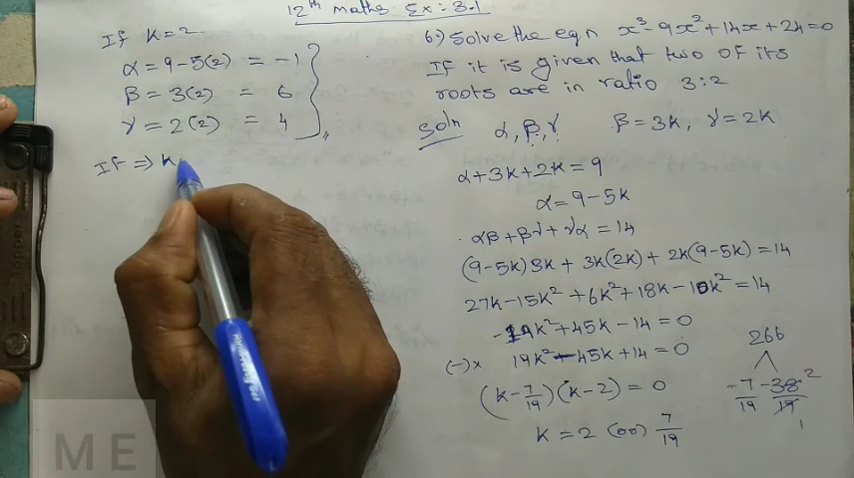 12th maths Ex: 3.1
If K=2
α = 9-5(2) = -1
β = 3(2) = 6
γ = 2(2) = 4
If ⇒ K
6) Solve the eqn x³-9x²+14x+24=0
If it is given that two of its
roots are in ratio 3:2
Soln α, β, γ β=3k, γ=2k
α+3k+2k=9
α=9-5k
αβ+βγ+γα=14
(9-5k)3k + 3k(2k) + 2k(9-5k)=14
27k-15k²+6k²+18k-10k²=14
-19k²+45k-14=0
(-)x 19k²-45k+14=0
(k-7/19)(k-2)=0
k=2 (or) 7/19
266
-7/19 -38/19 2
1
ME